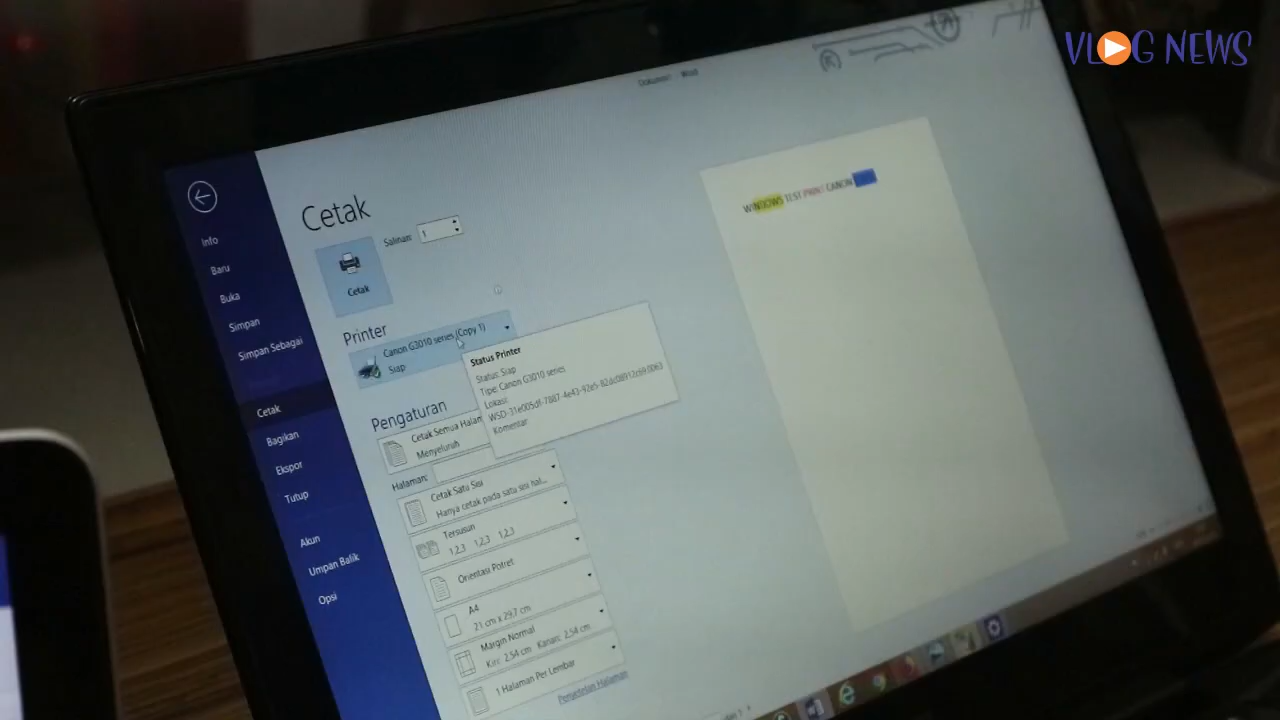 VLOG NEWS
Dokumen1 - Word
Info
Baru
Buka
Simpan
Simpan Sebagai
Cetak
Bagikan
Ekspor
Tutup
Akun
Umpan Balik
Opsi
Cetak
Cetak
Salinan: 1
Printer
Canon G3010 series (Copy 1)
Siap
Status Printer
Status: Siap
Tipe: Canon G3010 series
Lokasi
Komentar:
Pengaturan
Cetak Semua Halam
Menyeluruh
Halaman:
Cetak Satu Sisi
Hanya cetak pada satu sisi hal...
Tersusun
1,2,3 1,2,3 1,2,3
Orientasi Potret
A4
21 cm x 29,7 cm
Margin Normal
Kiri: 2,54 cm Kanan: 2,54 cm
1 Halaman Per Lembar
Penyetelan Halaman
WINDOWS TEST PRINT CANON